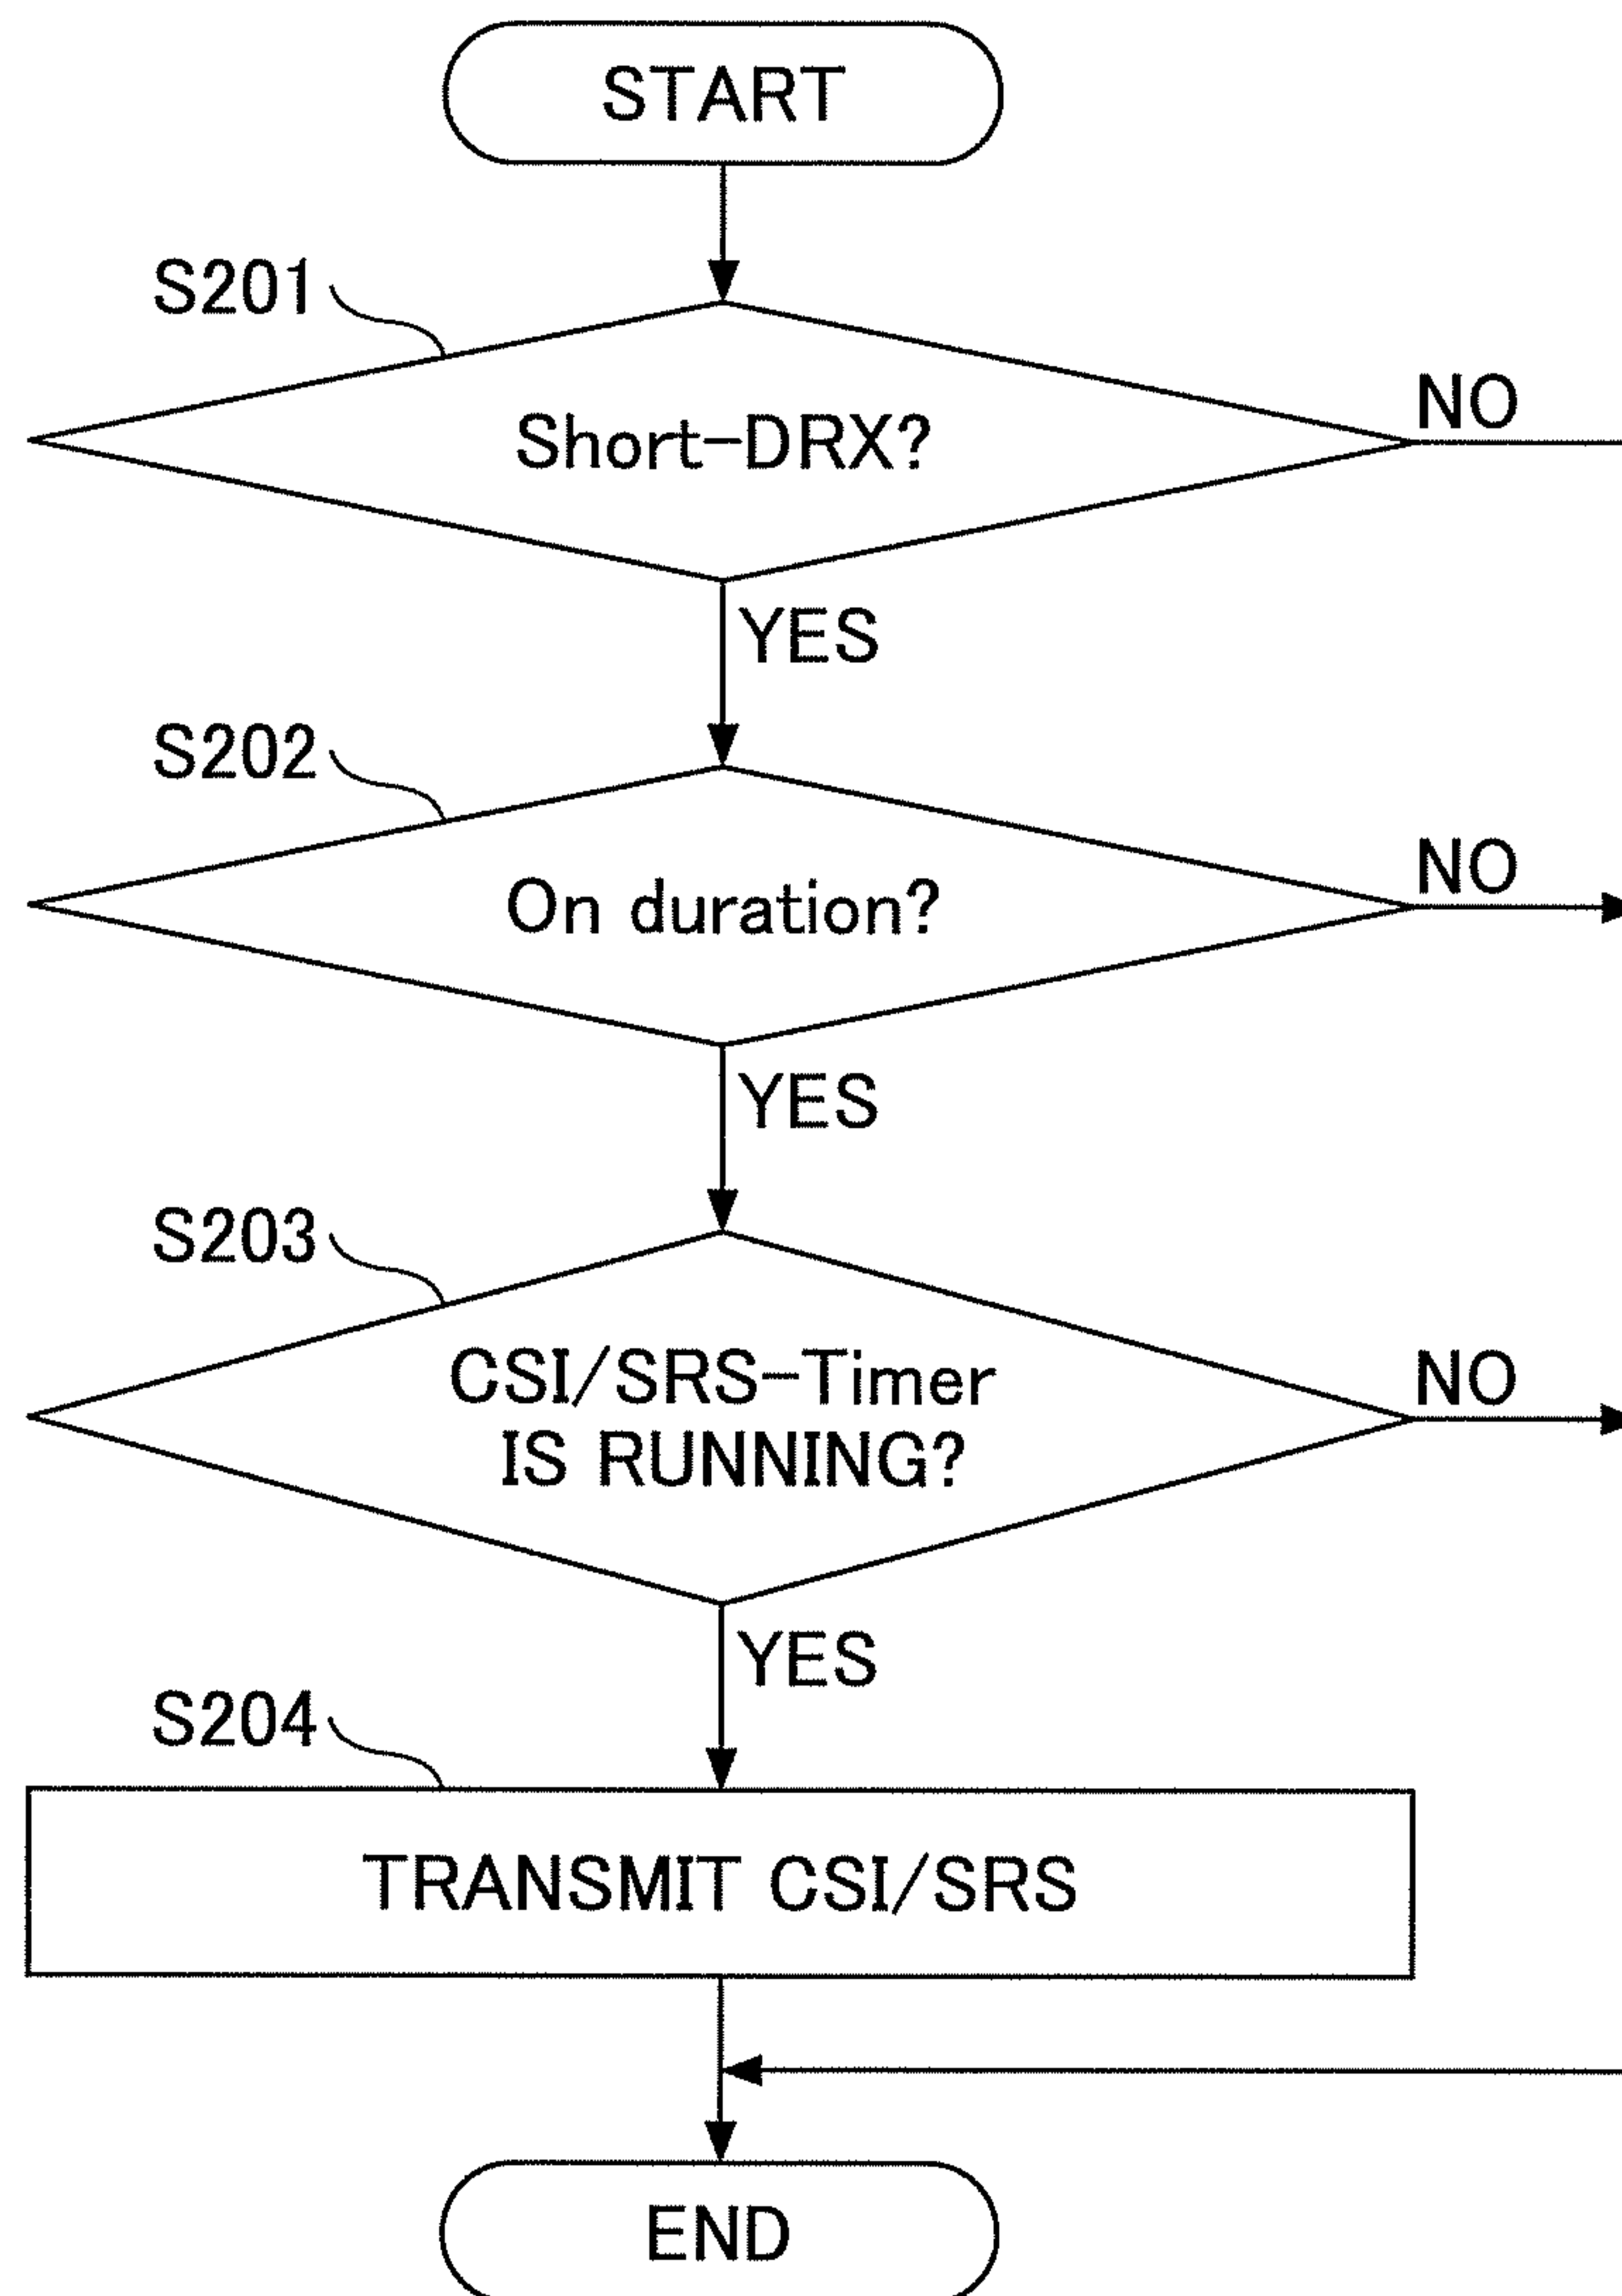 START
S201
Short-DRX?
NO
YES
S202
On duration?
NO
YES
S203
CSI/SRS-Timer
IS RUNNING?
NO
YES
S204
TRANSMIT CSI/SRS
END